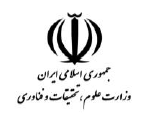 جمهوری اسلامی ایران
وزارت علوم، تحقیقات و فناوری